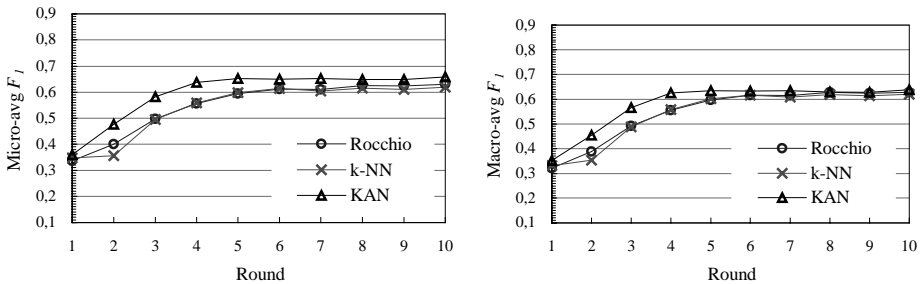 Micro-avg F1
0,9
0,8
0,7
0,6
0,5
0,4
0,3
0,2
0,1
1 2 3 4 5 6 7 8 9 10
Round
Rocchio
k-NN
KAN
Macro-avg F1
0,9
0,8
0,7
0,6
0,5
0,4
0,3
0,2
0,1
1 2 3 4 5 6 7 8 9 10
Round
Rocchio
k-NN
KAN